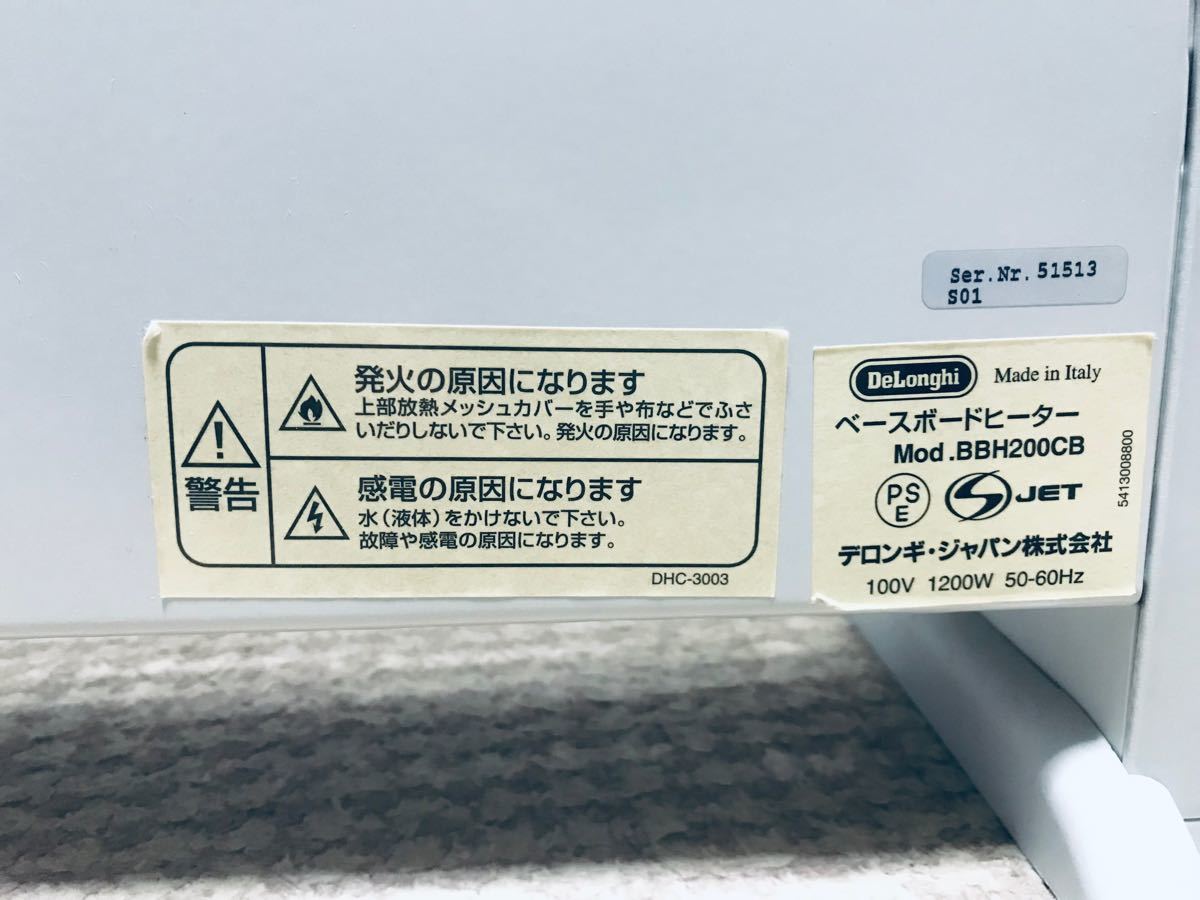 Ser.Nr. 51513
S01
警告
発火の原因になります
上部放熱メッシュカバーを手や布などでふさ
いだりしないで下さい。発火の原因になります。
感電の原因になります
水（液体）をかけないで下さい。
故障や感電の原因になります。
DHC-3003
DeLonghi Made in Italy
ベースボードヒーター
Mod.BBH200CB
PSE S JET
デロンギ・ジャパン株式会社
100V 1200W 50-60Hz
5413008800